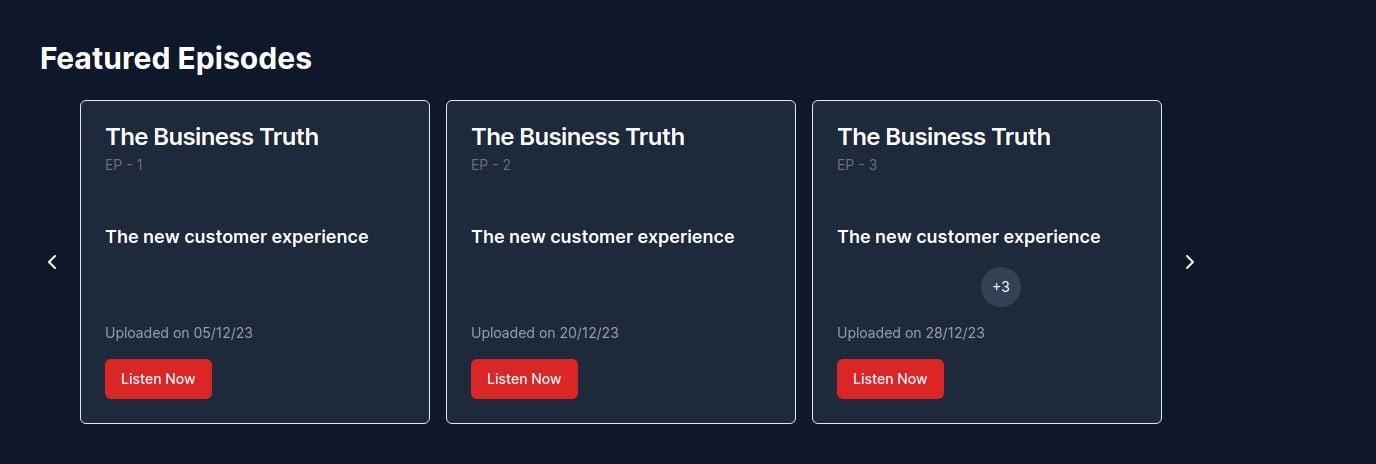 Featured Episodes
The Business Truth
EP - 1
The new customer experience
Uploaded on 05/12/23
Listen Now
The Business Truth
EP - 2
The new customer experience
Uploaded on 20/12/23
Listen Now
The Business Truth
EP - 3
The new customer experience
+3
Uploaded on 28/12/23
Listen Now